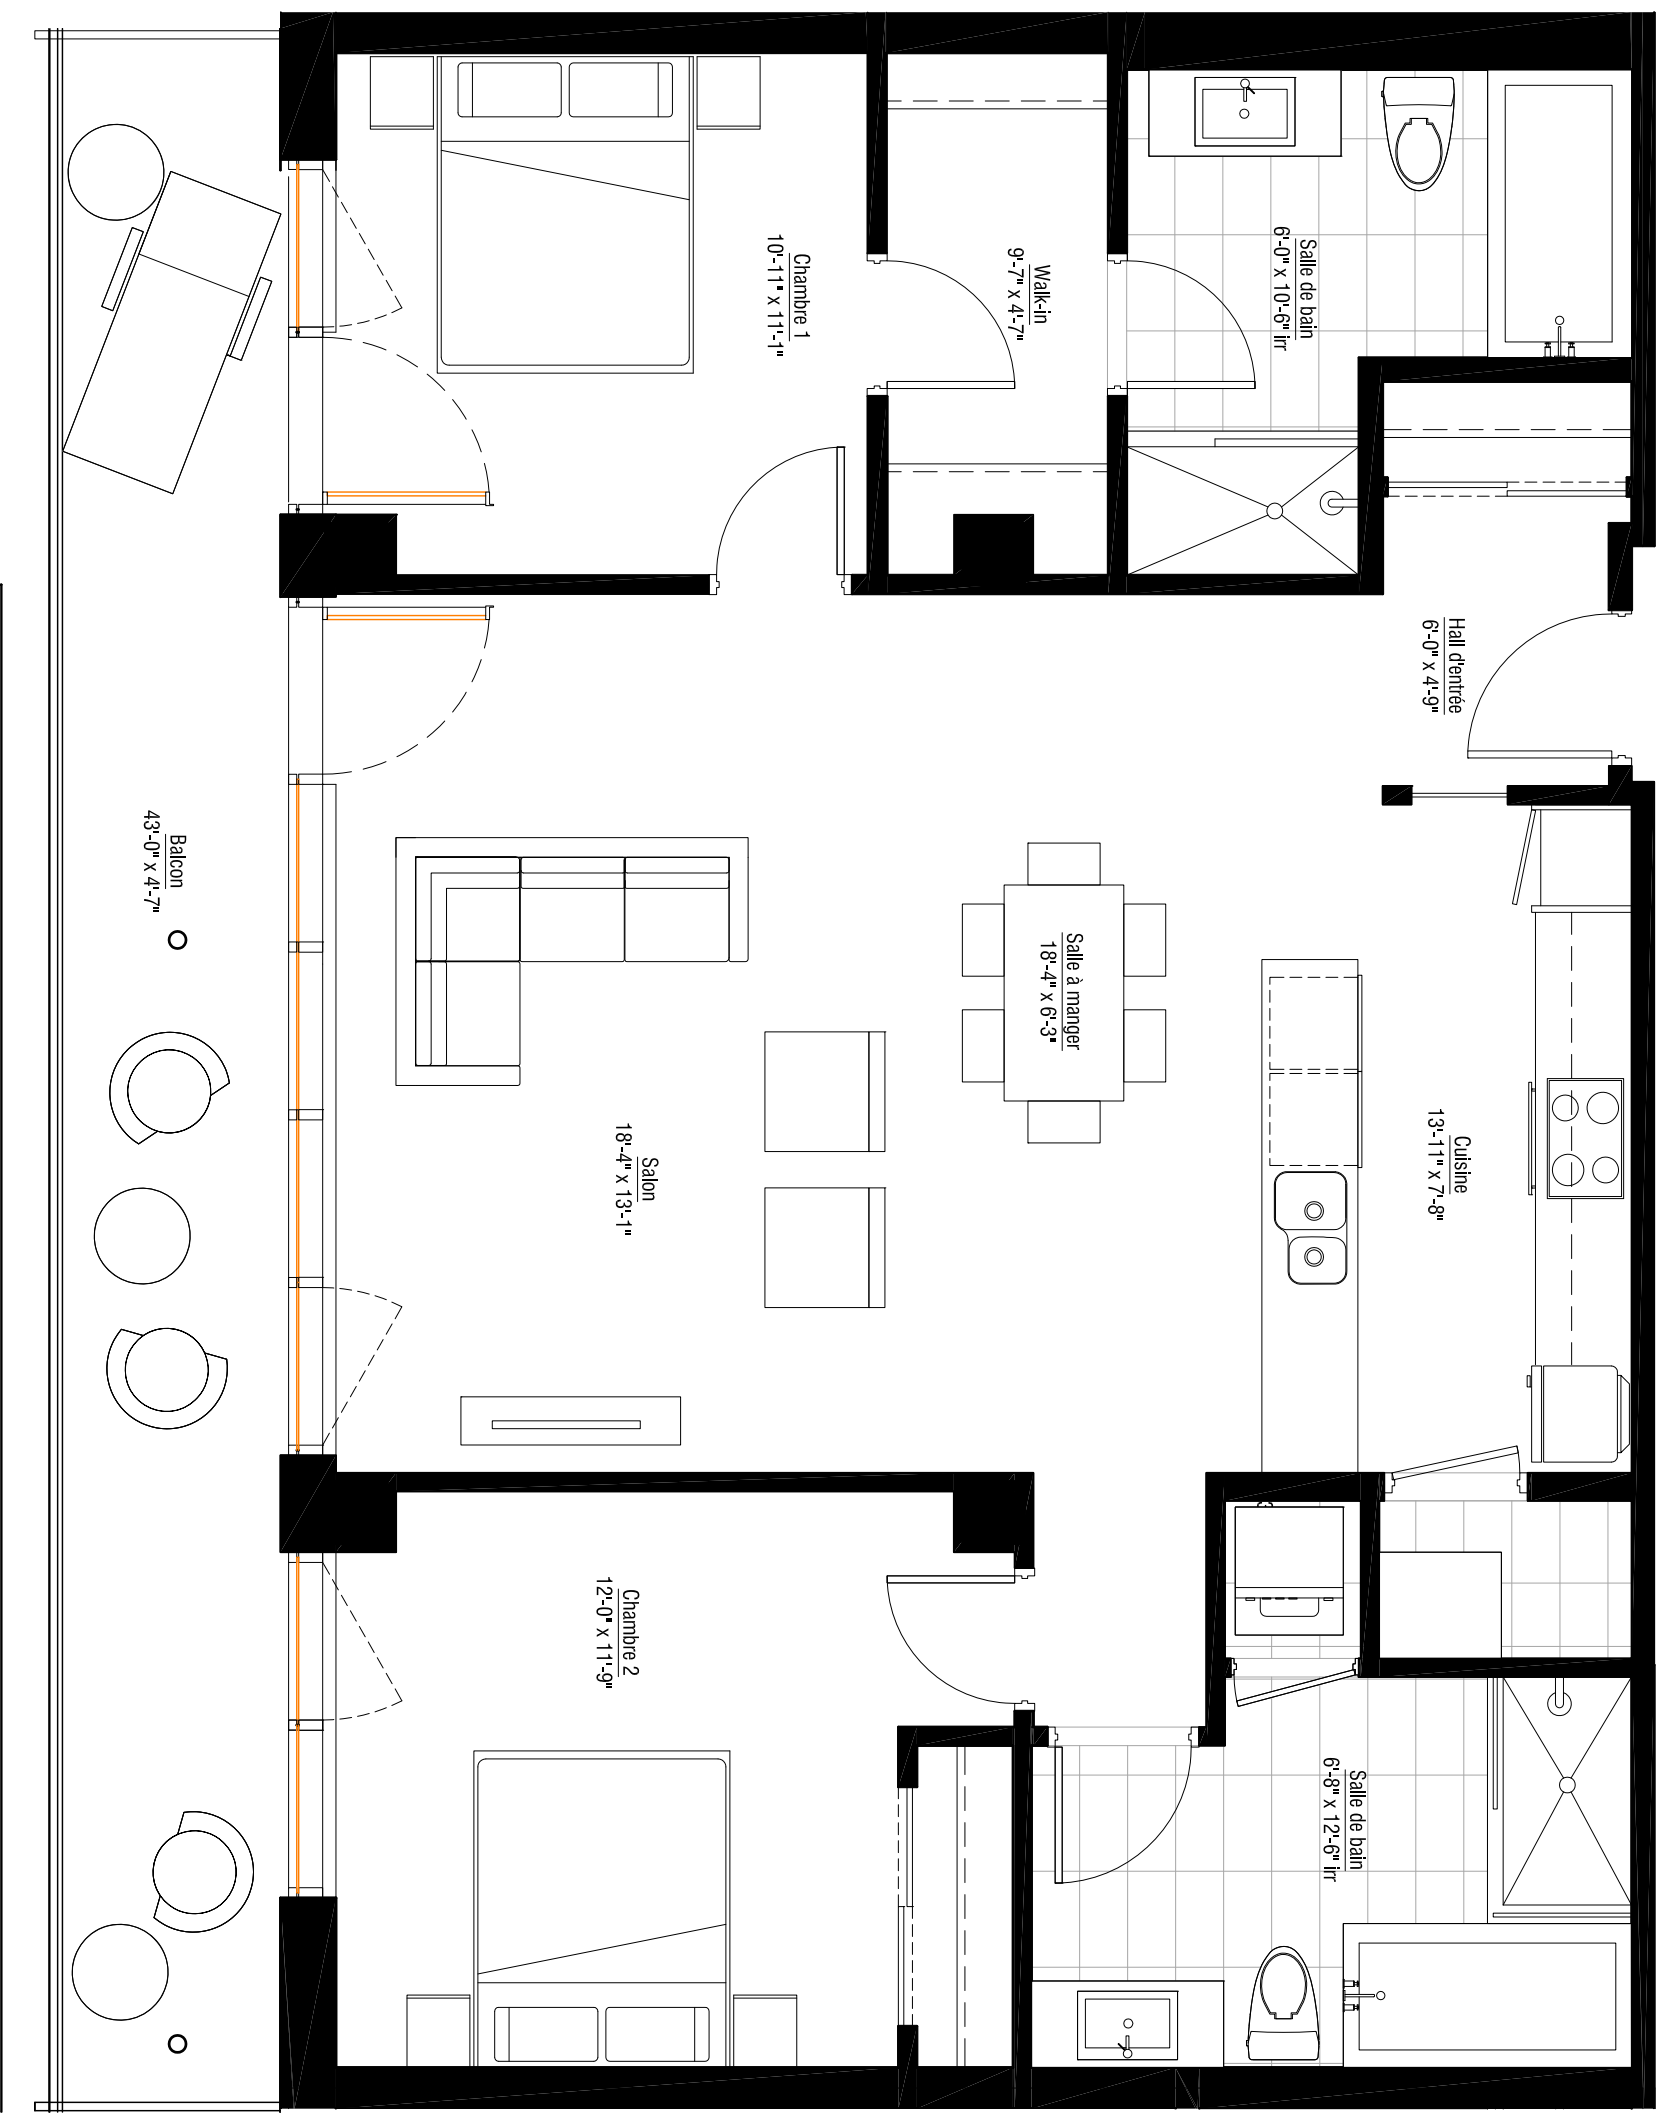 Chambre 1
10'-11" x 11'-1"
Walk-in
9'-7" x 4'-7"
Salle de bain
6'-0" x 10'-6" irr
Hall d'entrée
6'-0" x 4'-9"
Balcon
43'-0" x 4'-7"
Salle à manger
18'-4" x 6'-3"
Salon
18'-4" x 13'-1"
Cuisine
13'-11" x 7'-8"
Chambre 2
12'-0" x 11'-9"
Salle de bain
6'-8" x 12'-6" irr